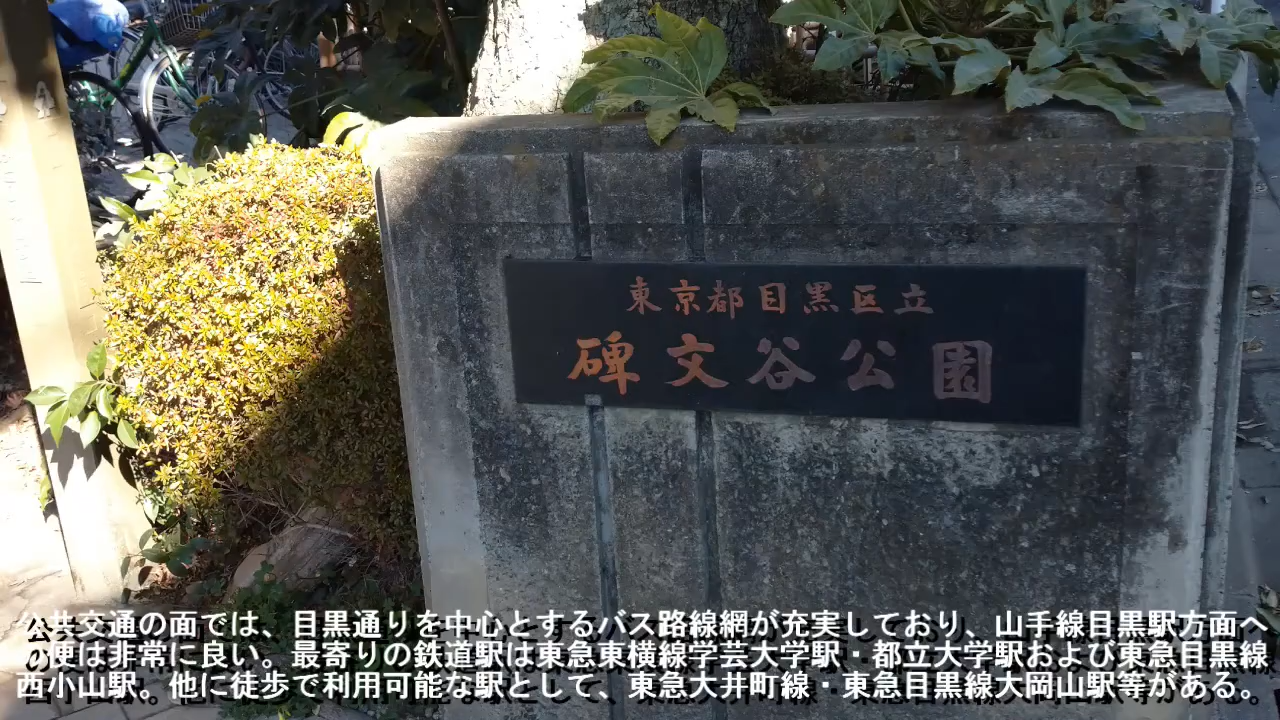 東京都目黒区立
碑文谷公園
公共交通の面では、目黒通りを中心とするバス路線網が充実しており、山手線目黒駅方面へ
の便は非常に良い。最寄りの鉄道駅は東急東横線学芸大学駅・都立大学駅および東急目黒線
西小山駅。他に徒歩で利用可能な駅として、東急大井町線・東急目黒線大岡山駅等がある。